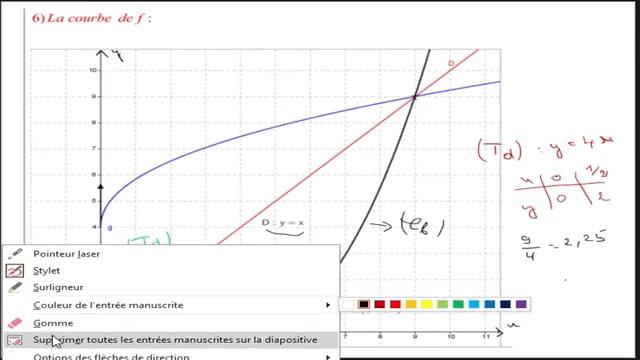 6) La courbe de f :
y
10
D
9
8
7
6
5
4
g
D : y = x
(T_d)
(T_d) : y = 4x
x | 0 | 1/2
y | 0 | 2
9/4 = 2,25
Pointeur laser
Stylet
Surligneur
Couleur de l'entrée manuscrite
Gomme
Supprimer toutes les entrées manuscrites sur la diapositive
Options des flèches de direction
7 8 9 10 11